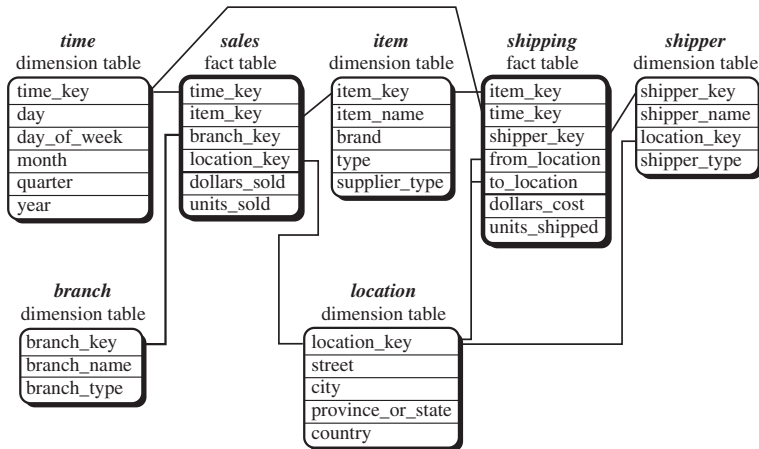 time
dimension table
time_key
day
day_of_week
month
quarter
year
sales
fact table
time_key
item_key
branch_key
location_key
dollars_sold
units_sold
item
dimension table
item_key
item_name
brand
type
supplier_type
shipping
fact table
item_key
time_key
shipper_key
from_location
to_location
dollars_cost
units_shipped
shipper
dimension table
shipper_key
shipper_name
location_key
shipper_type
branch
dimension table
branch_key
branch_name
branch_type
location
dimension table
location_key
street
city
province_or_state
country